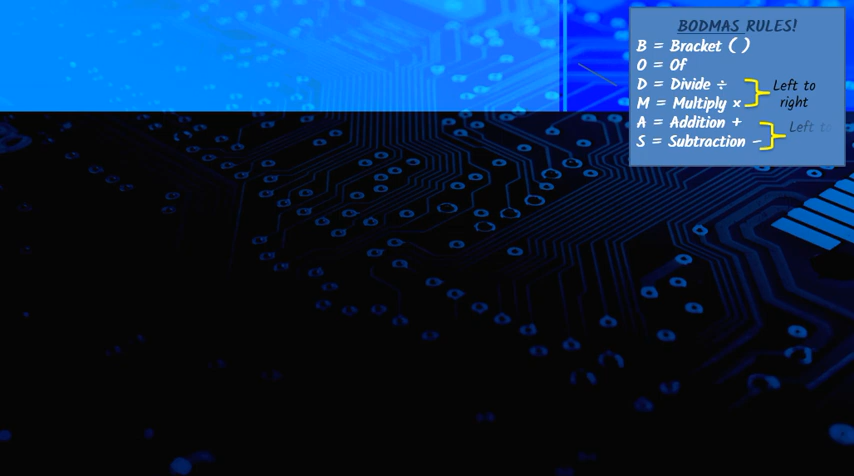 BODMAS RULES!
B = Bracket ( )
O = Of
D = Divide ÷
M = Multiply ×
Left to
right
A = Addition +
S = Subtraction −
Left to